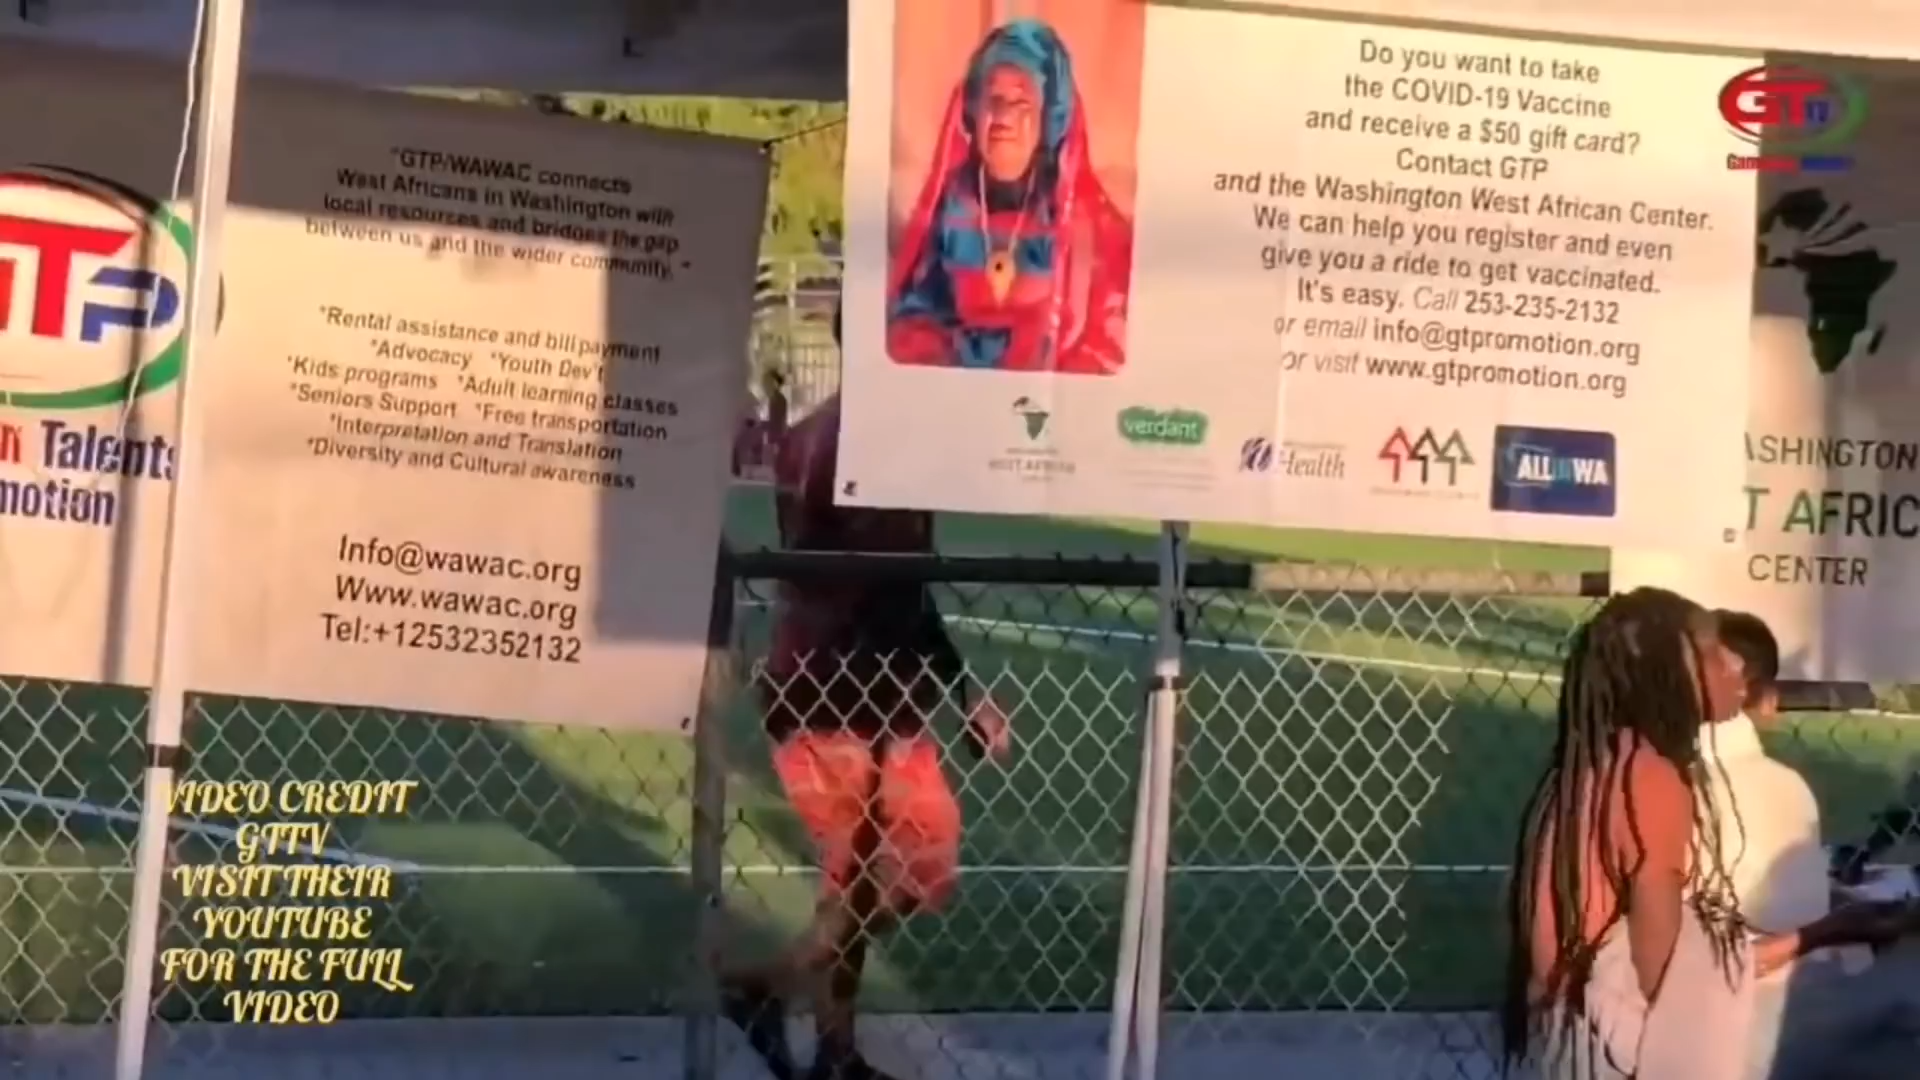 "GTP/WAWAC connects
West Africans in Washington with
local resources and bridges the gap
between us and the wider community. "
*Rental assistance and bill payment
*Advocacy *Youth Dev't
*Kids programs *Adult learning classes
*Seniors Support *Free transportation
*Interpretation and Translation
*Diversity and Cultural awareness
Info@wawac.org
Www.wawac.org
Tel:+12532352132
TP
n Talents
motion
Do you want to take
the COVID-19 Vaccine
and receive a $50 gift card?
Contact GTP
and the Washington West African Center.
We can help you register and even
give you a ride to get vaccinated.
It's easy. Call 253-235-2132
or email info@gtpromotion.org
or visit www.gtpromotion.org
WEST AFRICAN
verdant
Health
ALL IN WA
GTTV
ASHINGTON
T AFRIC
CENTER
VIDEO CREDIT
GTTV
VISIT THEIR
YOUTUBE
FOR THE FULL
VIDEO